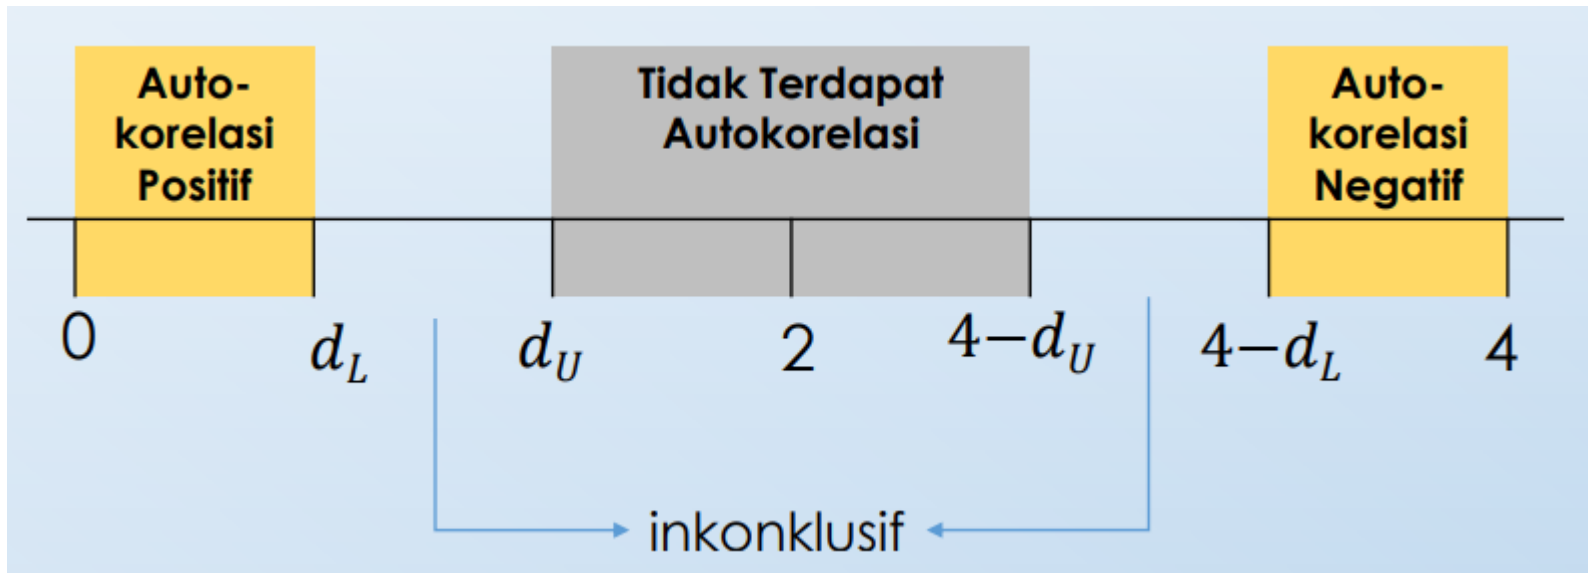 Auto-
korelasi
Positif
Tidak Terdapat
Autokorelasi
Auto-
korelasi
Negatif
0
d_L
d_U
2
4−d_U
4−d_L
4
inkonklusif